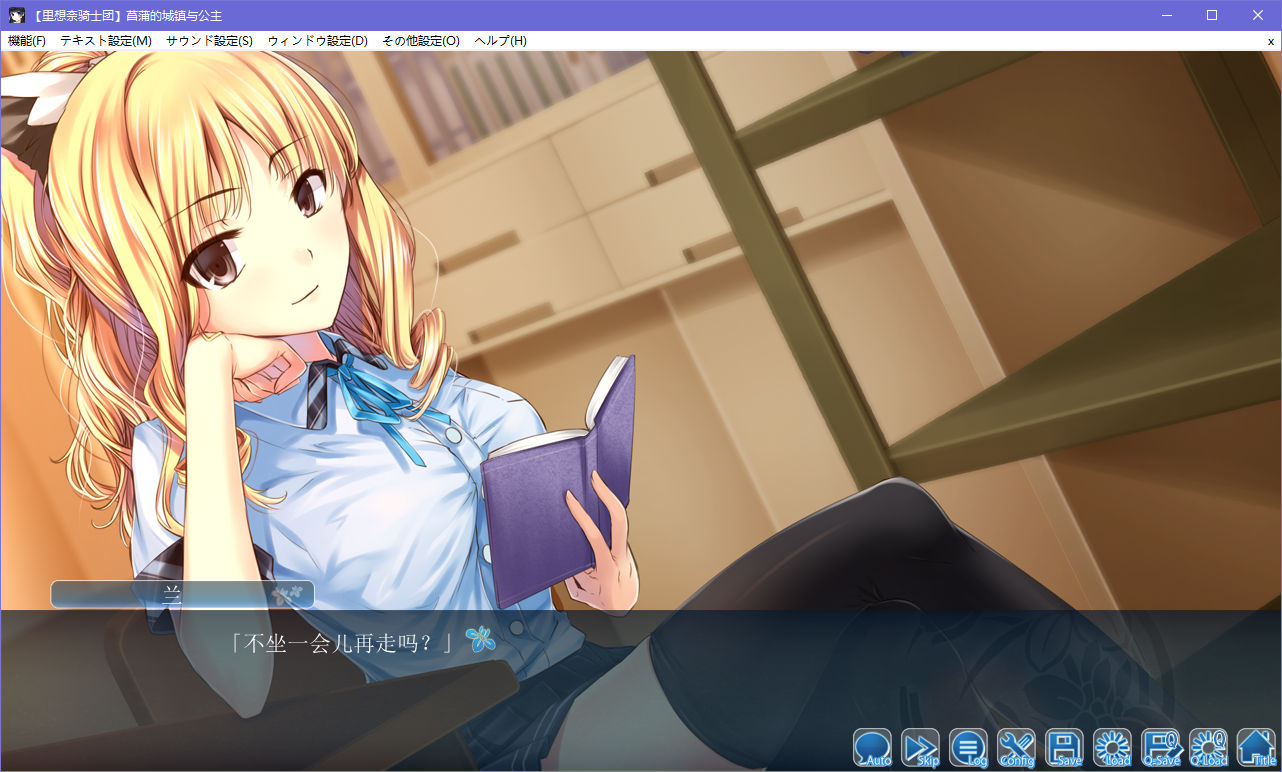 【里想奈骑士团】菖蒲的城镇与公主
機能(F) テキスト設定(M) サウンド設定(S) ウィンドウ設定(D) その他設定(O) ヘルプ(H) x
兰
「不坐一会儿再走吗？」
Auto Skip Log Config Save Load Q-Save Q-Load Title